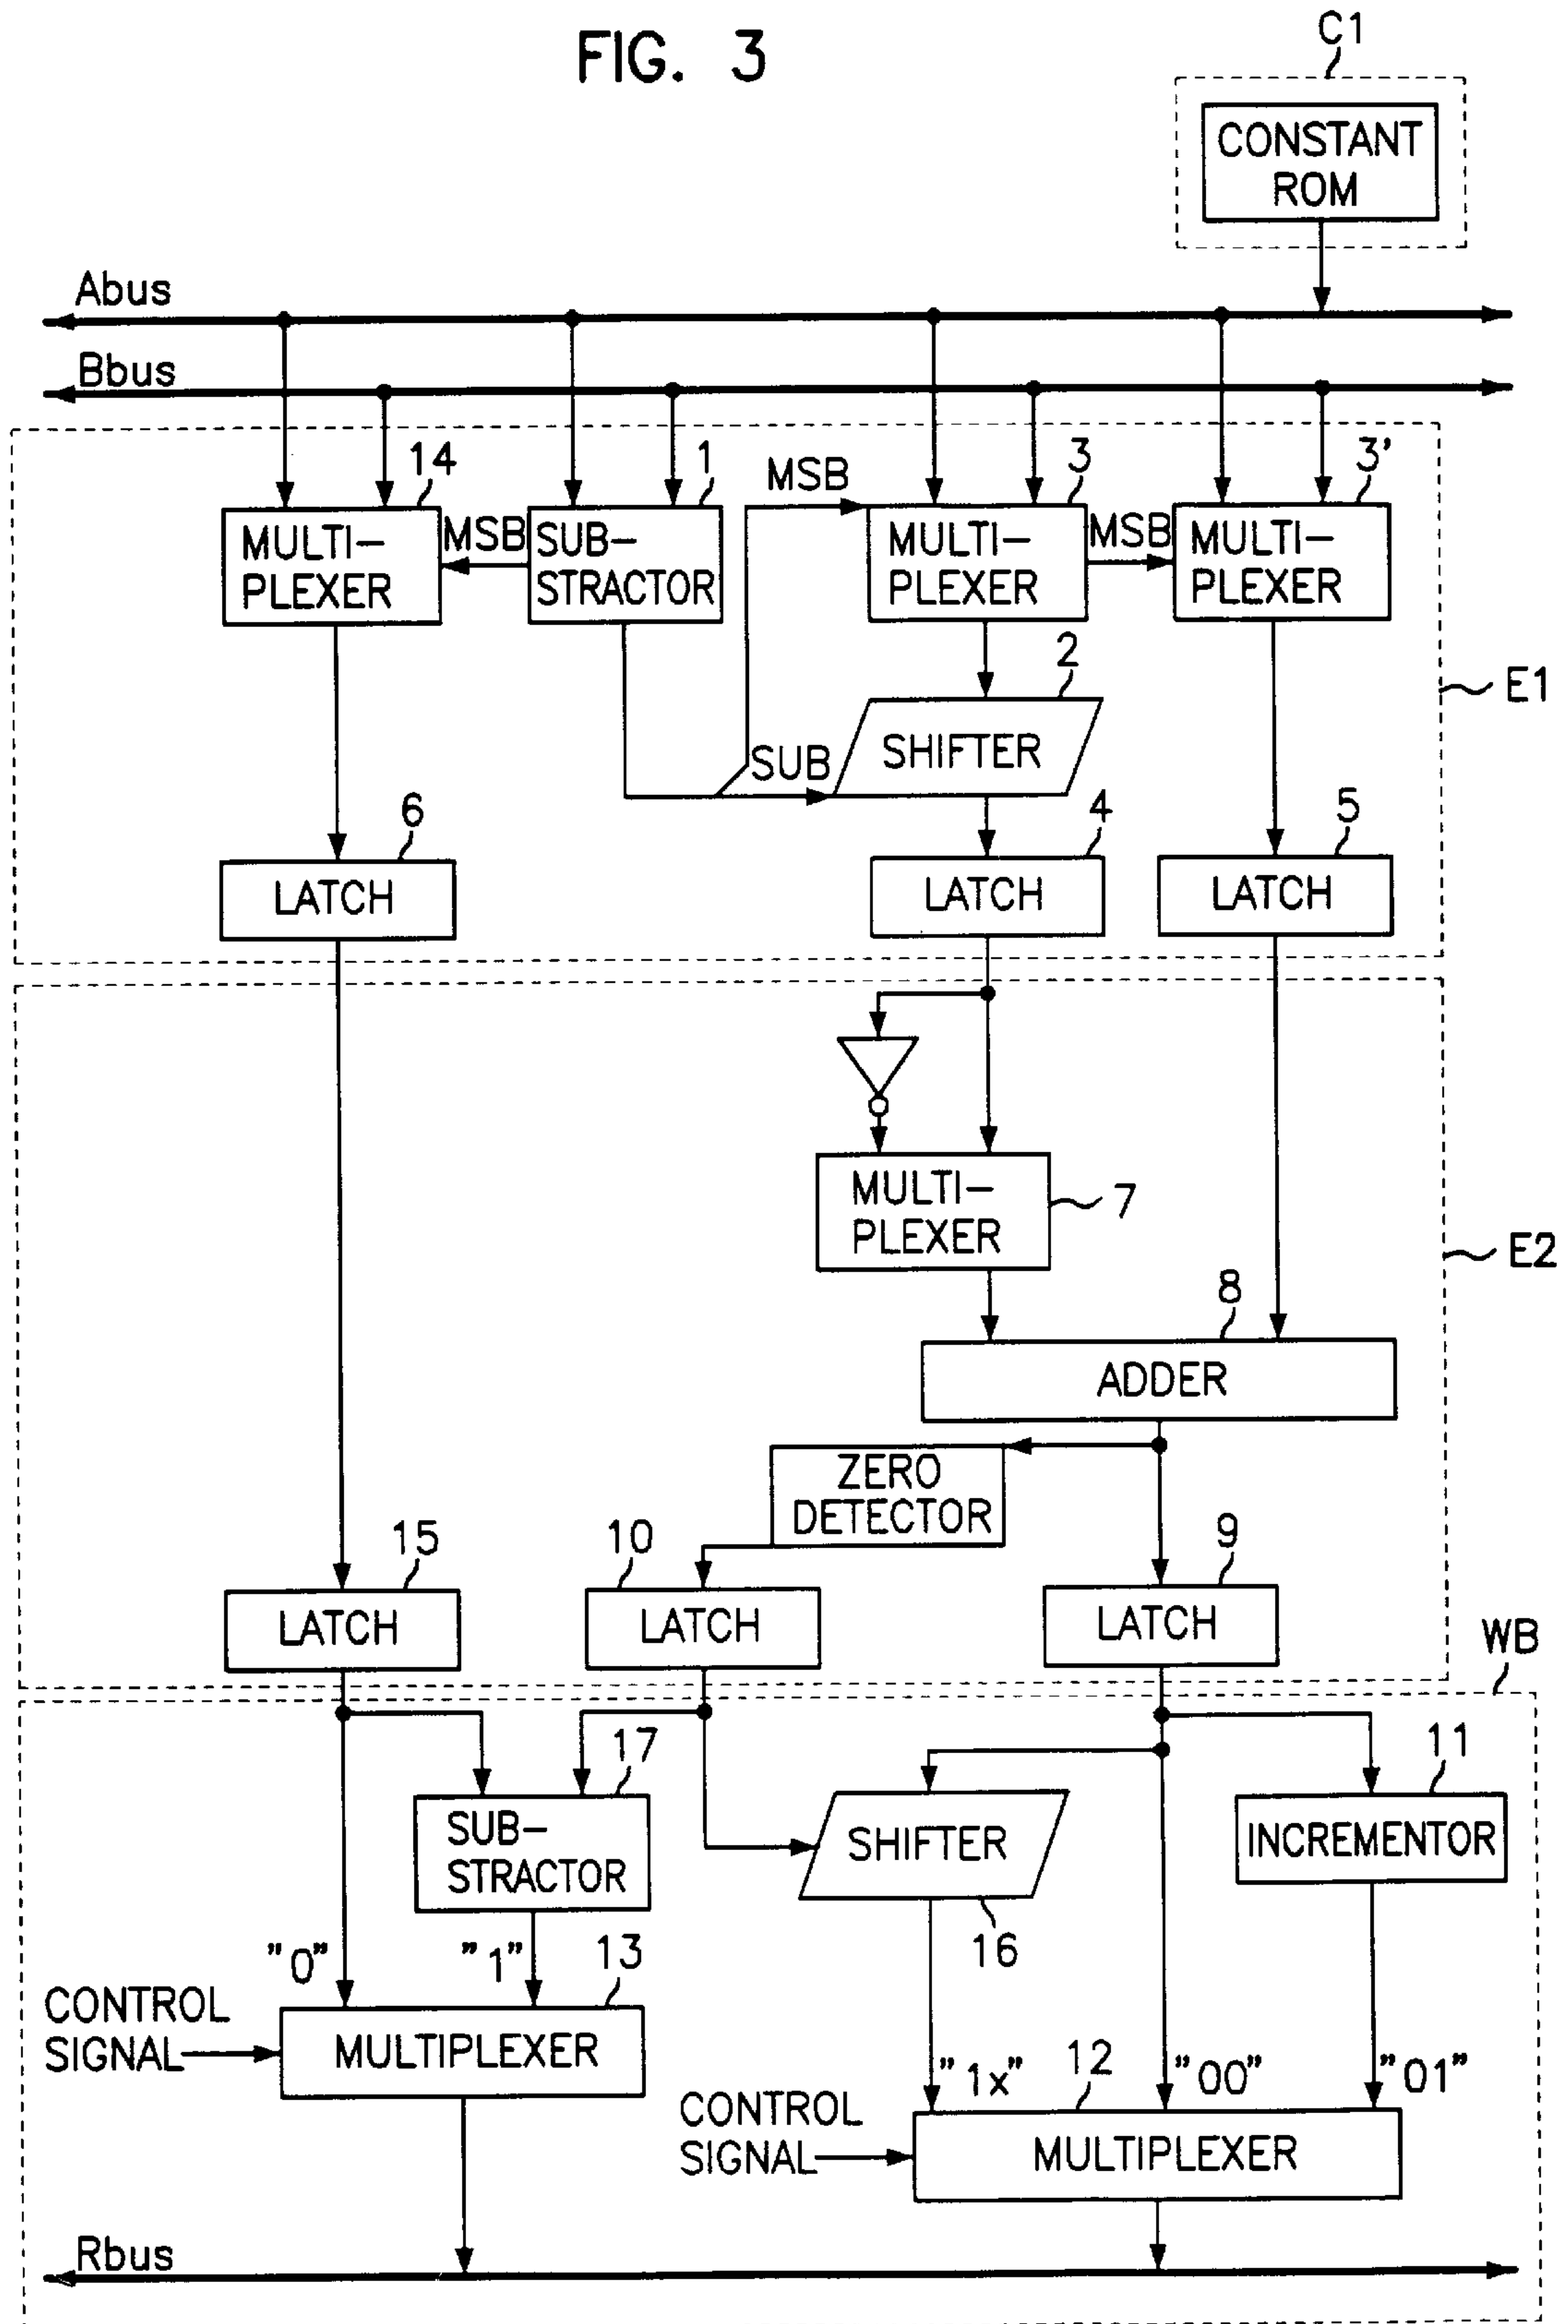 FIG. 3
C1
CONSTANT
ROM
Abus
Bbus
14
1
MSB
3
3'
MULTI-
PLEXER
MSB
SUB-
STRACTOR
MULTI-
PLEXER
MSB
MULTI-
PLEXER
2
E1
SUB
SHIFTER
6
4
5
LATCH
LATCH
LATCH
MULTI-
PLEXER
7
E2
8
ADDER
ZERO
DETECTOR
15
10
9
LATCH
LATCH
LATCH
WB
17
11
SUB-
STRACTOR
SHIFTER
INCREMENTOR
16
"0"
"1"
13
CONTROL
SIGNAL
MULTIPLEXER
"1x"
12
"00"
"01"
CONTROL
SIGNAL
MULTIPLEXER
Rbus